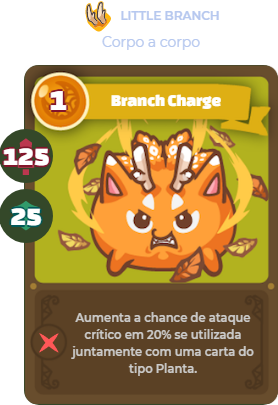 LITTLE BRANCH
Corpo a corpo
1
Branch Charge
125
25
Aumenta a chance de ataque
crítico em 20% se utilizada
juntamente com uma carta do
tipo Planta.